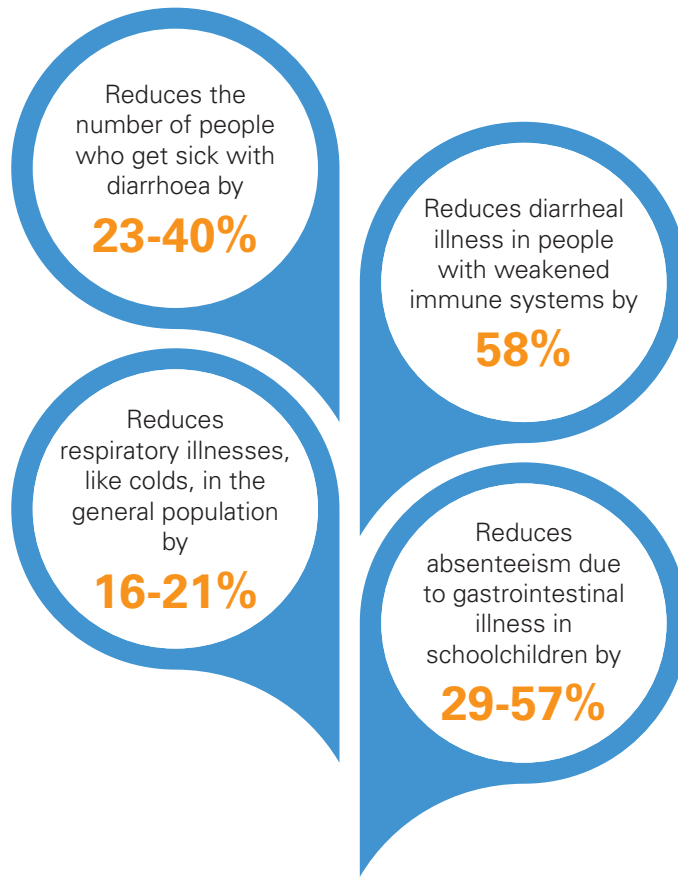 Reduces the
number of people
who get sick with
diarrhoea by
23-40%
Reduces diarrheal
illness in people
with weakened
immune systems by
58%
Reduces
respiratory illnesses,
like colds, in the
general population
by
16-21%
Reduces
absenteeism due
to gastrointestinal
illness in
schoolchildren by
29-57%